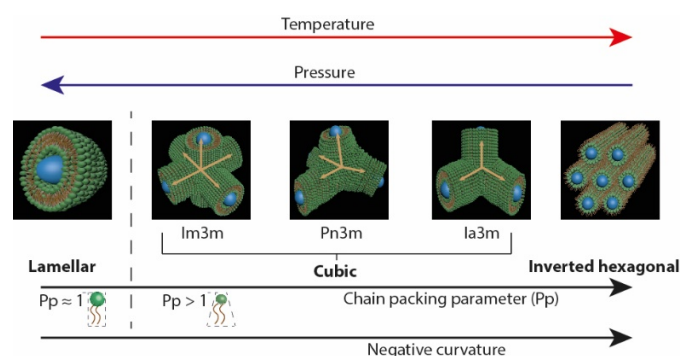 Temperature
Pressure
Im3m
Pn3m
Ia3m
Lamellar
Cubic
Inverted hexagonal
Pp ≈ 1
Pp > 1
Chain packing parameter (Pp)
Negative curvature